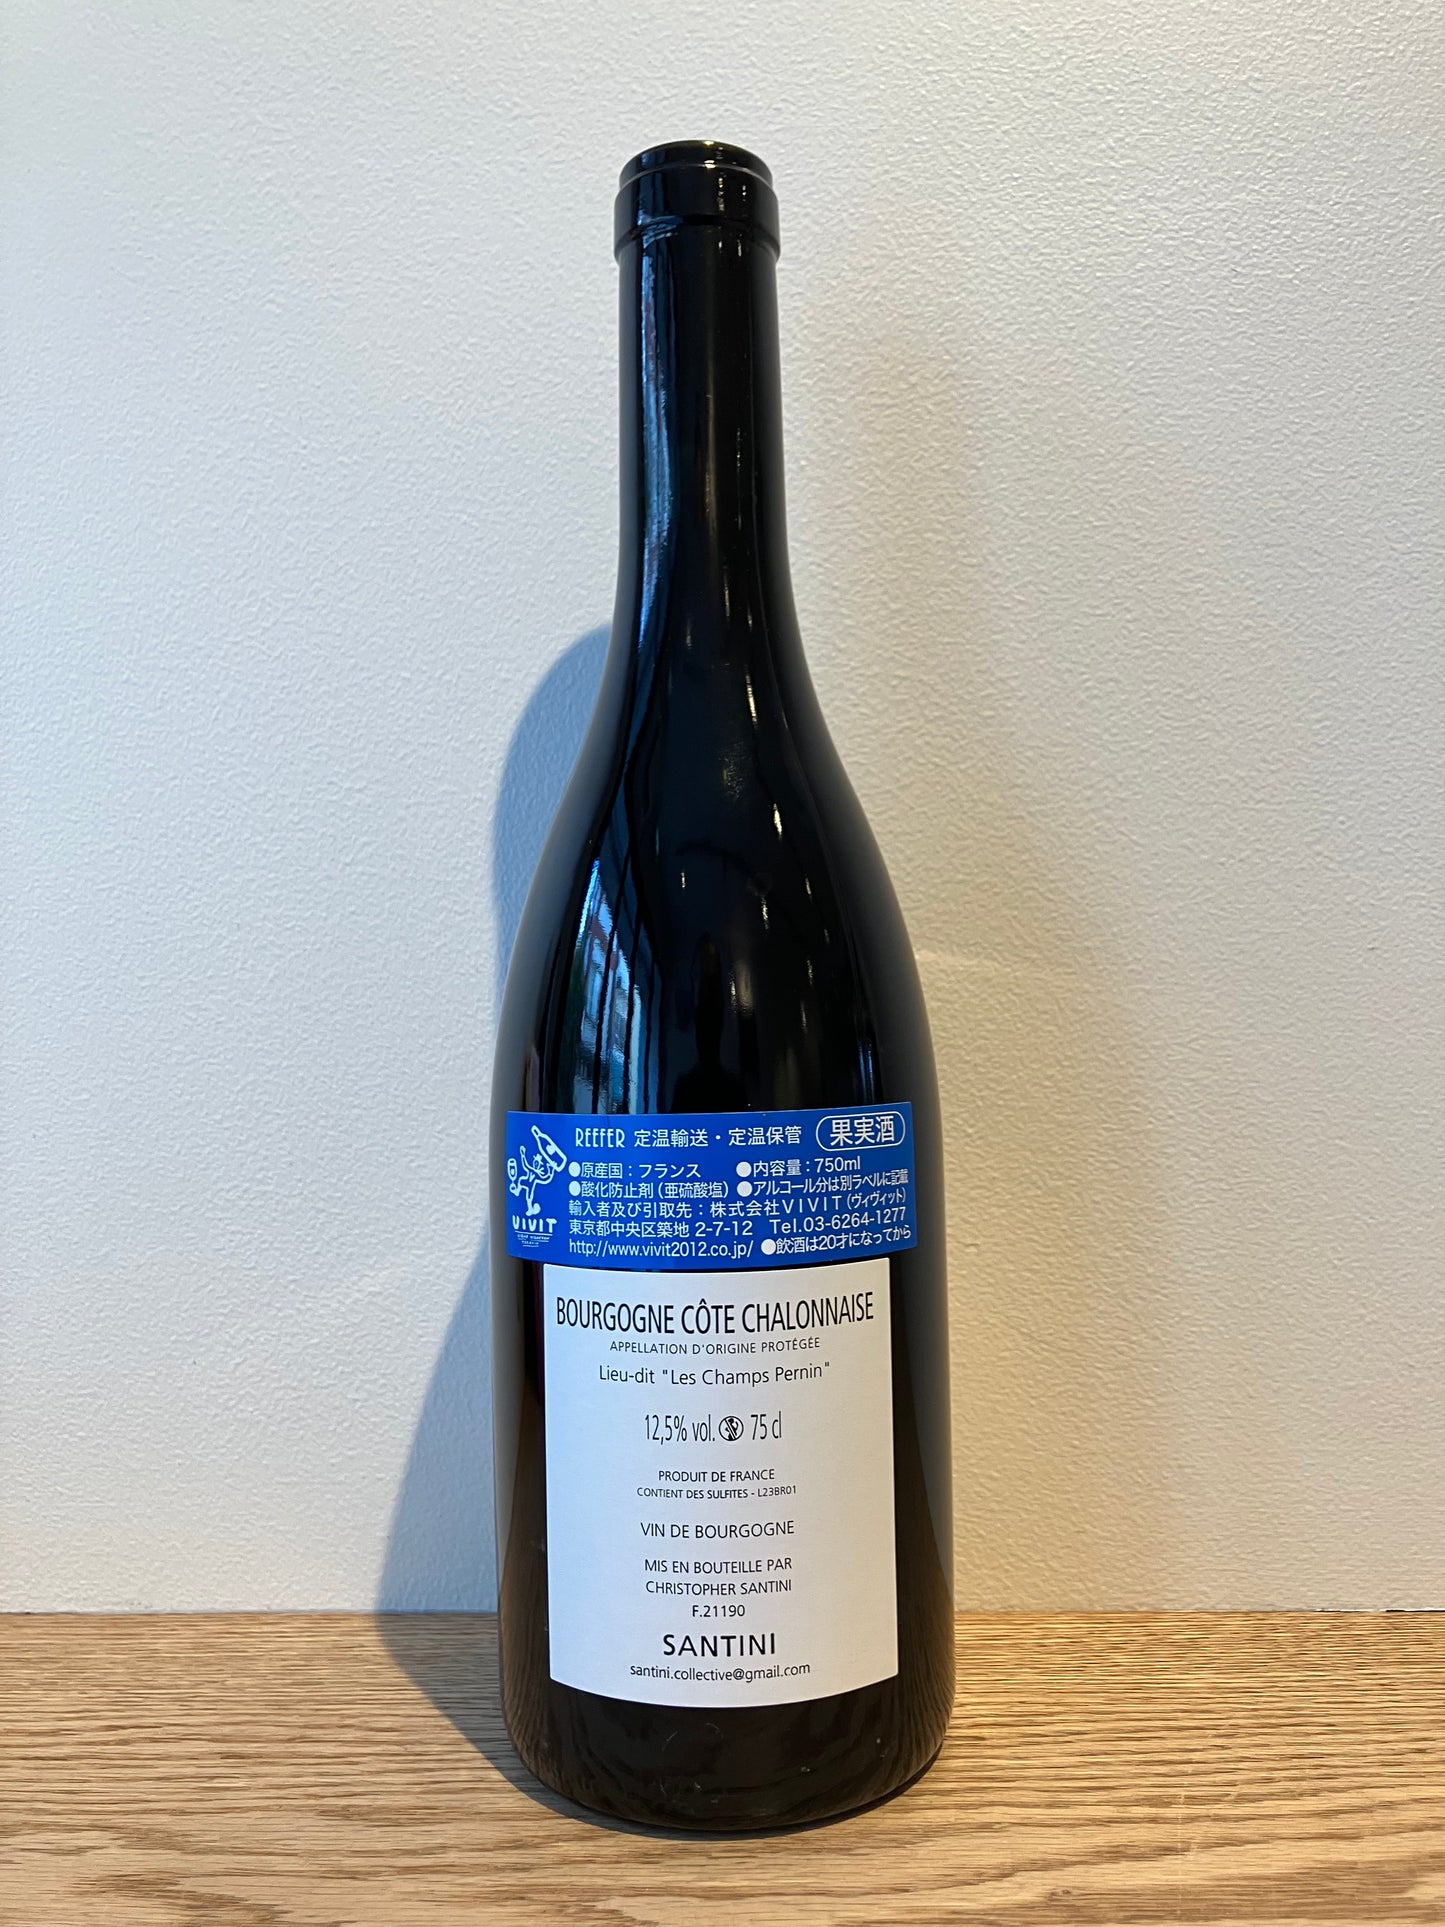 REEFER 定温輸送・定温保管 果実酒
●原産国：フランス ●内容量：750ml
●酸化防止剤（亜硫酸塩） ●アルコール分は別ラベルに記載
輸入者及び引取先：株式会社VIVIT（ヴィヴィット）
東京都中央区築地 2-7-12 Tel.03-6264-1277
http://www.vivit2012.co.jp/ ●飲酒は20才になってから
VIVIT
BOURGOGNE CÔTE CHALONNAISE
APPELLATION D'ORIGINE PROTÉGÉE
Lieu-dit "Les Champs Pernin"
12,5% vol. 75 cl
PRODUIT DE FRANCE
CONTIENT DES SULFITES - L23BR01
VIN DE BOURGOGNE
MIS EN BOUTEILLE PAR
CHRISTOPHER SANTINI
F.21190
SANTINI
santini.collective@gmail.com